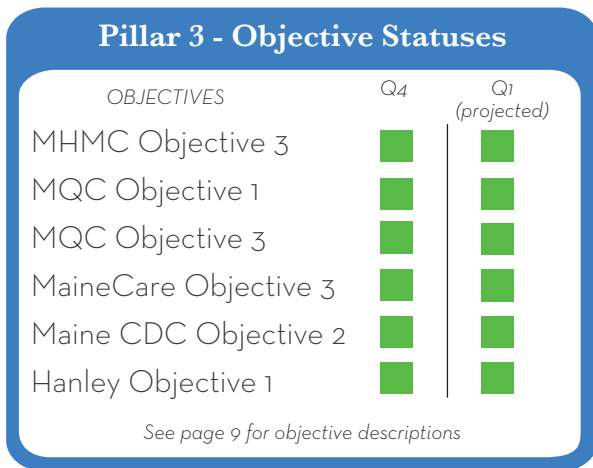 Pillar 3 - Objective Statuses
OBJECTIVES Q4 Q1
(projected)
MHMC Objective 3
MQC Objective 1
MQC Objective 3
MaineCare Objective 3
Maine CDC Objective 2
Hanley Objective 1
See page 9 for objective descriptions